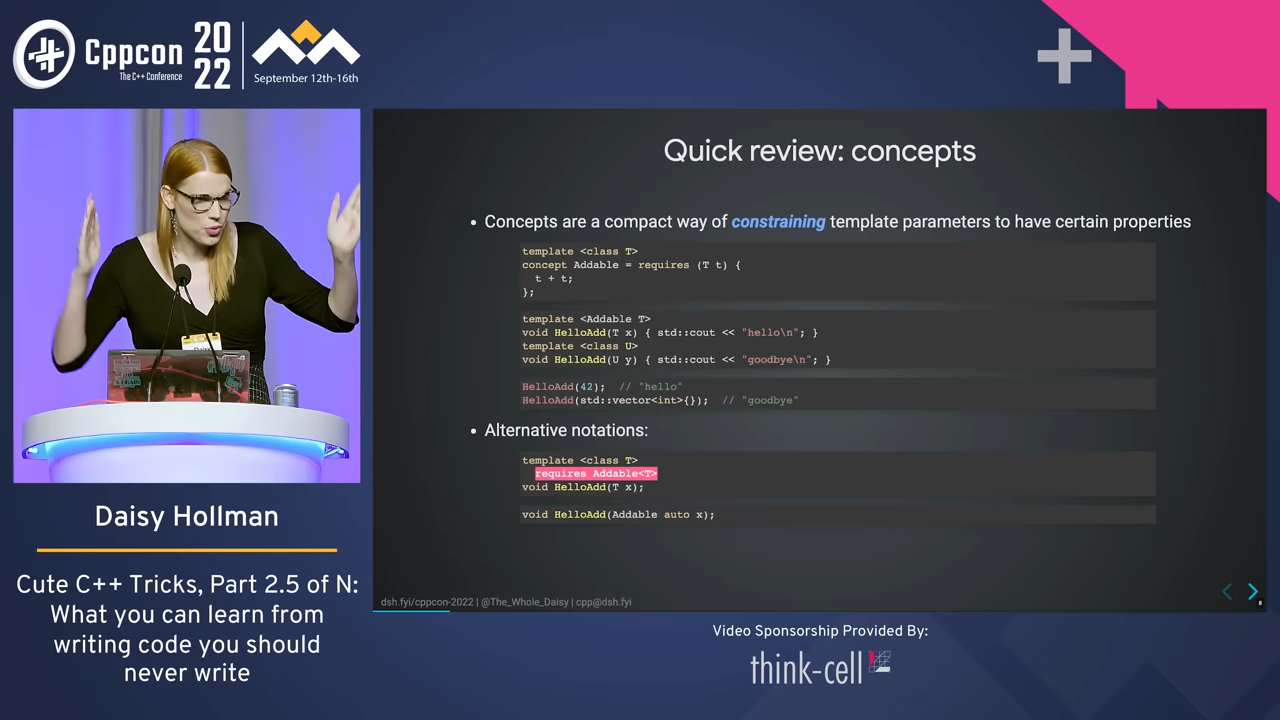 Cppcon
The C++ Conference
20
22
September 12th-16th
Quick review: concepts
• Concepts are a compact way of constraining template parameters to have certain properties
template <class T>
concept Addable = requires (T t) {
  t + t;
};
template <Addable T>
void HelloAdd(T x) { std::cout << "hello\n"; }
template <class U>
void HelloAdd(U y) { std::cout << "goodbye\n"; }
HelloAdd(42);  // "hello"
HelloAdd(std::vector<int>{});  // "goodbye"
• Alternative notations:
template <class T>
  requires Addable<T>
void HelloAdd(T x);
void HelloAdd(Addable auto x);
dsh.fyi/cppcon-2022 | @The_Whole_Daisy | cpp@dsh.fyi
8
Daisy Hollman
Cute C++ Tricks, Part 2.5 of N:
What you can learn from
writing code you should
never write
Video Sponsorship Provided By:
think-cell